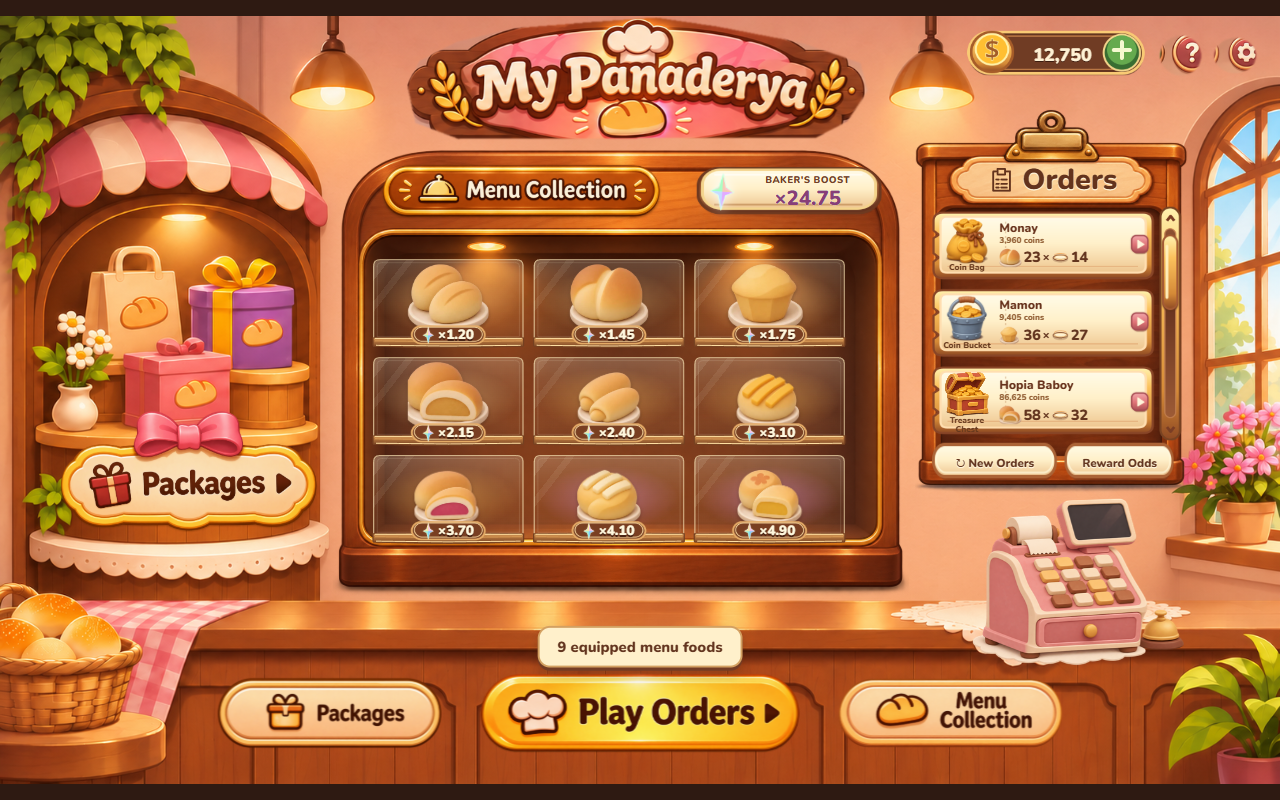 My Panaderya
$ 12,750 +
?
Menu Collection
BAKER'S BOOST
×24.75
×1.20
×1.45
×1.75
×2.15
×2.40
×3.10
×3.70
×4.10
×4.90
Packages
Orders
Monay
3,960 coins
23 × 14
Coin Bag
Mamon
9,405 coins
36 × 27
Coin Bucket
Hopia Baboy
86,625 coins
58 × 32
Treasure
Chest
↻ New Orders
Reward Odds
9 equipped menu foods
Packages
Play Orders
Menu
Collection